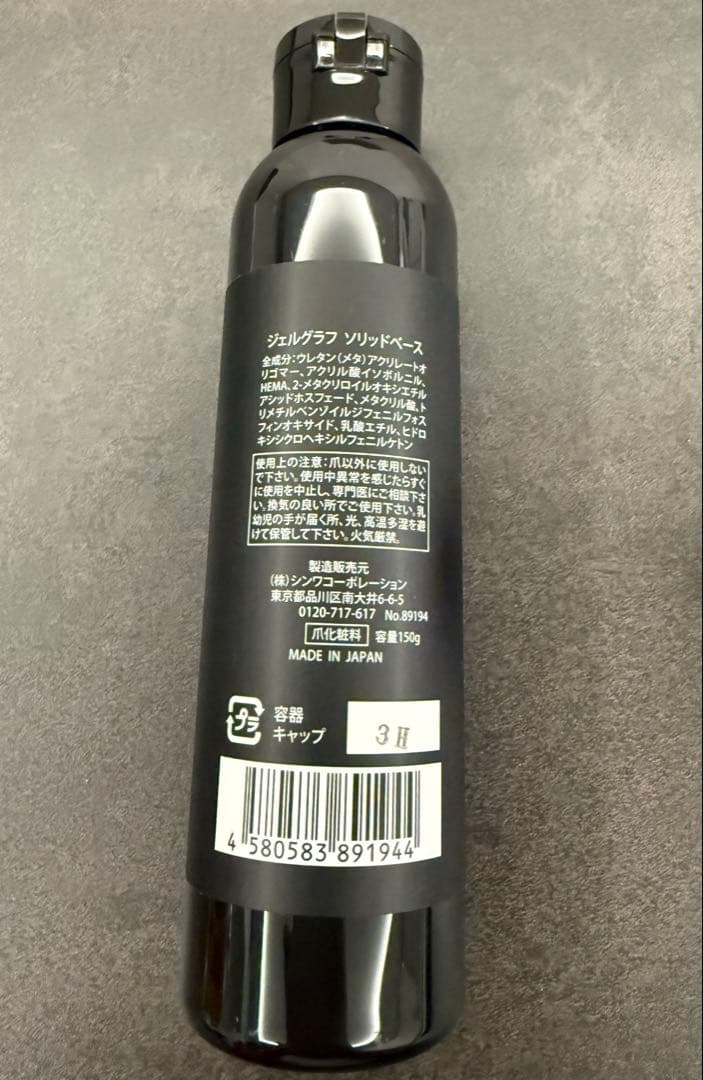 ジェルグラフ ソリッドベース
全成分:ウレタン(メタ)アクリレートオ
リゴマー、アクリル酸イソボルニル、
HEMA、2-メタクリロイルオキシエチル
アシッドホスフェード、メタクリル酸、ト
リメチルベンゾイルジフェニルフォス
フィンオキサイド、乳酸エチル、ヒドロ
キシシクロヘキシルフェニルケトン
使用上の注意:爪以外に使用しない
で下さい。使用中異常を感じたらすぐ
に使用を中止し、専門医にご相談下さ
い。換気の良い所でご使用下さい。乳
幼児の手が届く所、光、高温多湿を避
けて保管して下さい。火気厳禁。
製造販売元
(株)シンワコーポレーション
東京都品川区南大井6-6-5
0120-717-617 No.89194
爪化粧料 容量150g
MADE IN JAPAN
プラ 容器
キャップ
3H
4 580583 891944